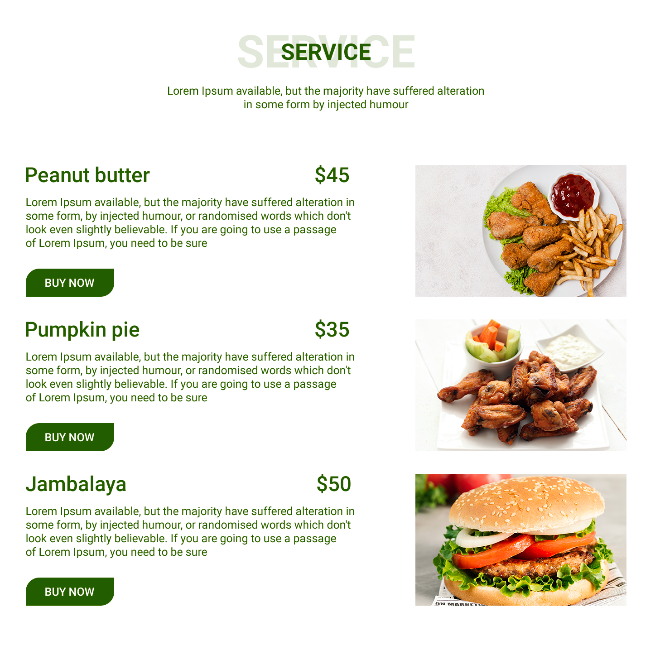 SERVICE
SERVICE
Lorem Ipsum available, but the majority have suffered alteration
in some form by injected humour
Peanut butter $45
Lorem Ipsum available, but the majority have suffered alteration in
some form, by injected humour, or randomised words which don't
look even slightly believable. If you are going to use a passage
of Lorem Ipsum, you need to be sure
BUY NOW
Pumpkin pie $35
Lorem Ipsum available, but the majority have suffered alteration in
some form, by injected humour, or randomised words which don't
look even slightly believable. If you are going to use a passage
of Lorem Ipsum, you need to be sure
BUY NOW
Jambalaya $50
Lorem Ipsum available, but the majority have suffered alteration in
some form, by injected humour, or randomised words which don't
look even slightly believable. If you are going to use a passage
of Lorem Ipsum, you need to be sure
BUY NOW